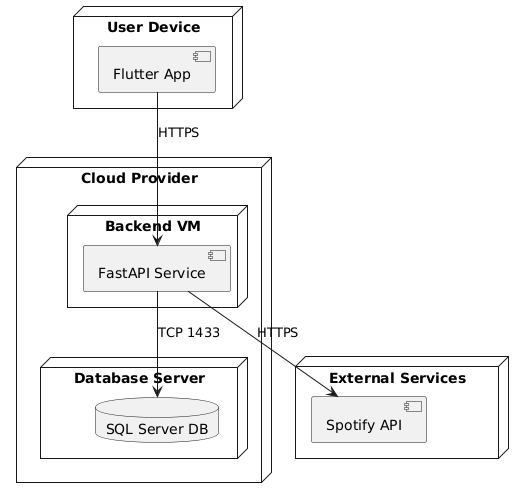 User Device
Flutter App
HTTPS
Cloud Provider
Backend VM
FastAPI Service
TCP 1433
HTTPS
Database Server
SQL Server DB
External Services
Spotify API